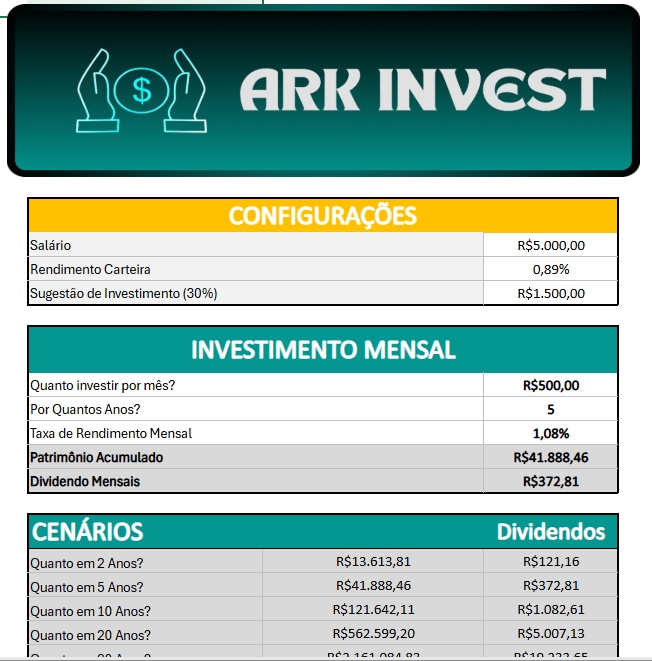 $ ARK INVEST
CONFIGURAÇÕES
Salário R$5.000,00
Rendimento Carteira 0,89%
Sugestão de Investimento (30%) R$1.500,00
INVESTIMENTO MENSAL
Quanto investir por mês? R$500,00
Por Quantos Anos? 5
Taxa de Rendimento Mensal 1,08%
Patrimônio Acumulado R$41.888,46
Dividendo Mensais R$372,81
CENÁRIOS Dividendos
Quanto em 2 Anos? R$13.613,81 R$121,16
Quanto em 5 Anos? R$41.888,46 R$372,81
Quanto em 10 Anos? R$121.642,11 R$1.082,61
Quanto em 20 Anos? R$562.599,20 R$5.007,13